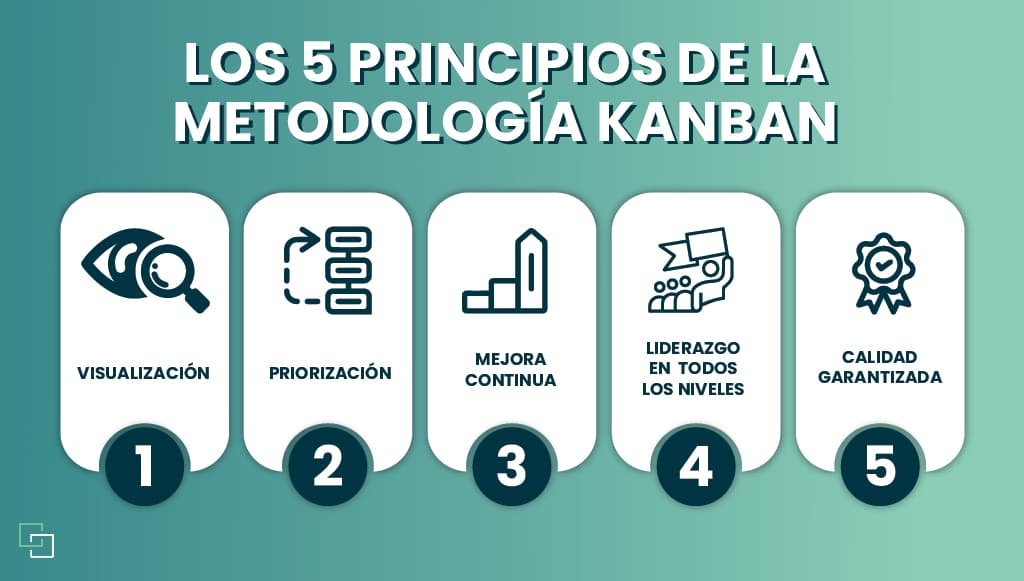 LOS 5 PRINCIPIOS DE LA
METODOLOGÍA KANBAN
VISUALIZACIÓN
1
PRIORIZACIÓN
2
MEJORA
CONTINUA
3
LIDERAZGO
EN TODOS
LOS NIVELES
4
CALIDAD
GARANTIZADA
5